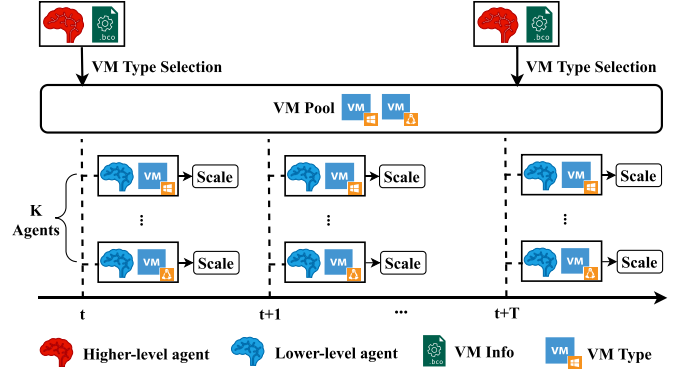 .bco
.bco
VM Type Selection
VM Type Selection
VM Pool
VM
VM
VM
Scale
VM
Scale
VM
Scale
...
...
...
K
Agents
VM
Scale
VM
Scale
VM
Scale
t
t+1
...
t+T
Higher-level agent
Lower-level agent
.bco
VM Info
VM
VM Type